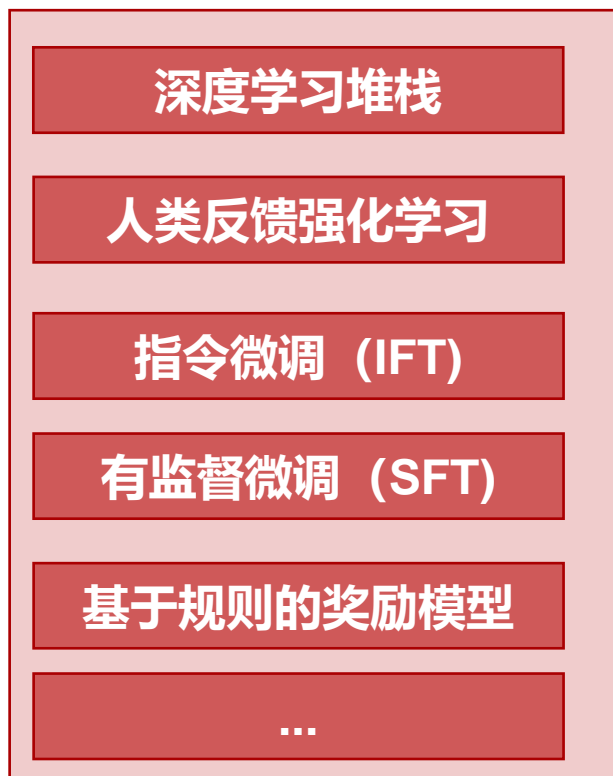 深度学习堆栈
人类反馈强化学习
指令微调（IFT)
有监督微调（SFT)
基于规则的奖励模型
...